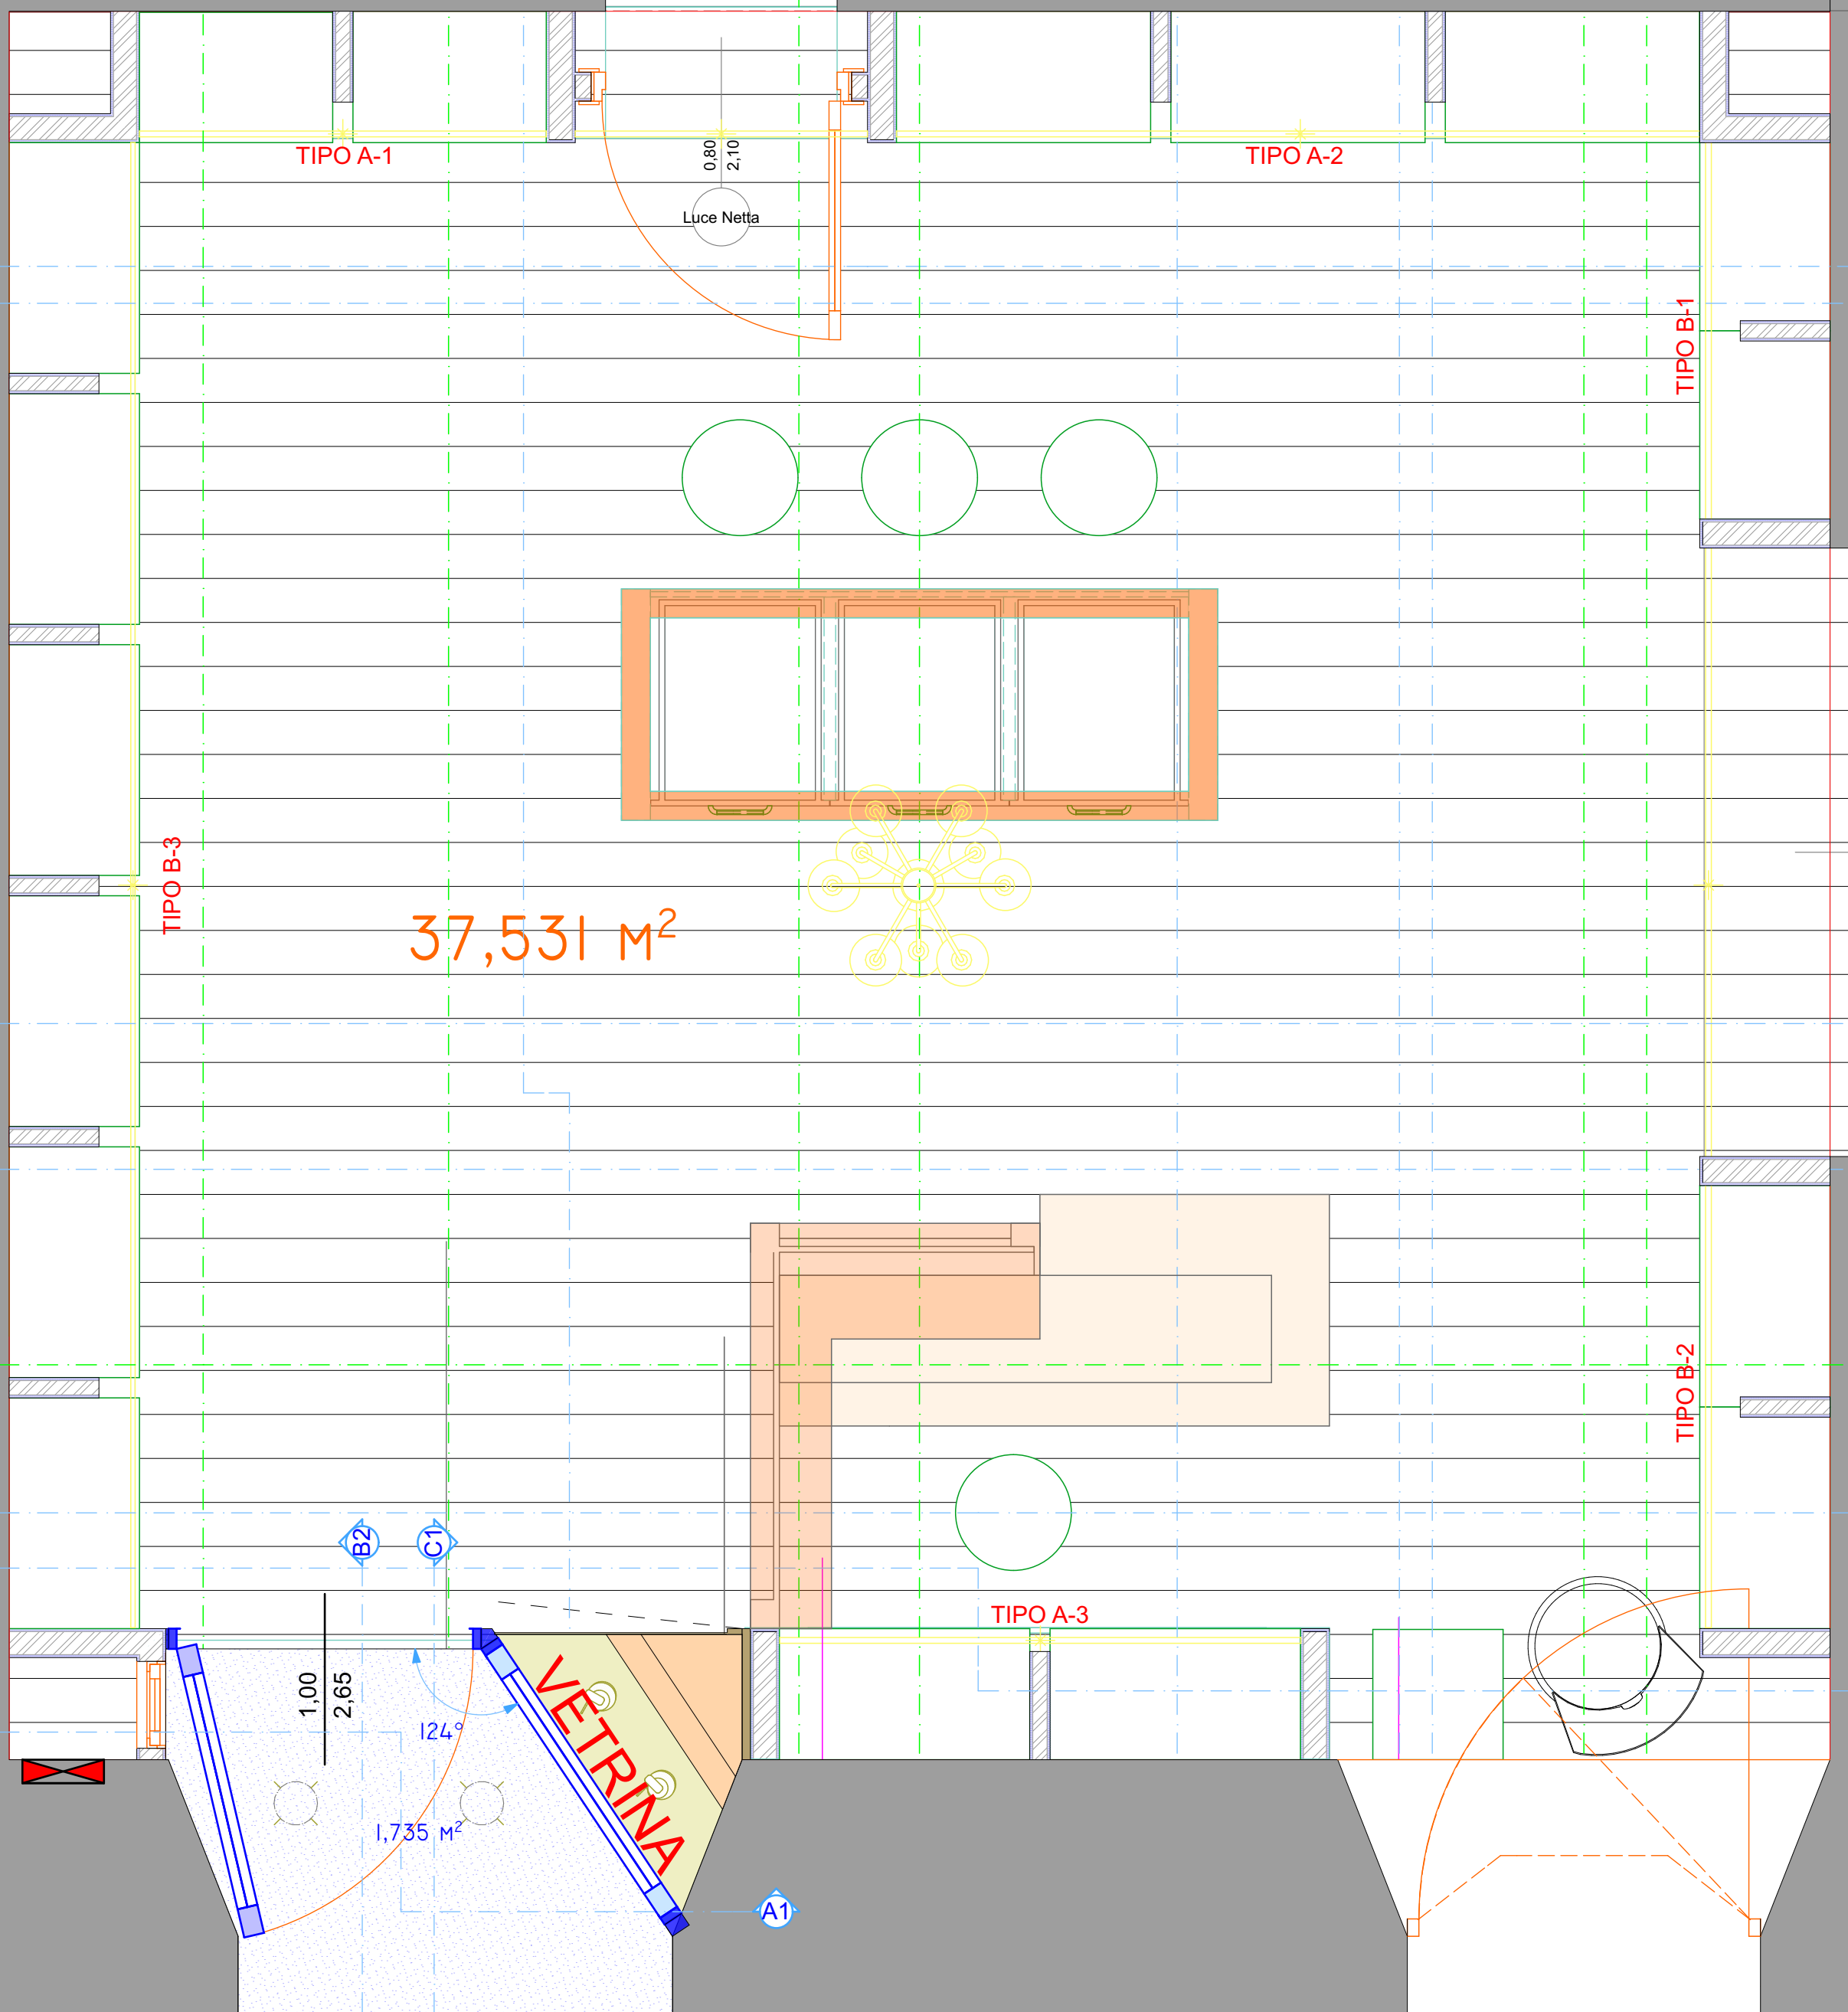 TIPO A-1
0,80
2,10
TIPO A-2
Luce Netta
TIPO B-1
TIPO B-3
37,531 M²
TIPO B-2
B2
C1
TIPO A-3
1,00
2,65
124°
VETRINA
1,735 M²
A1